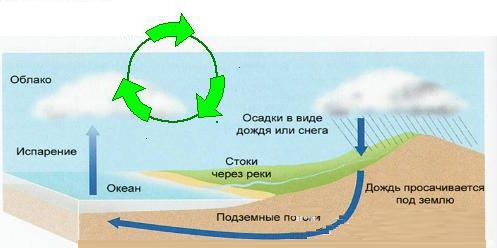 Облако
Осадки в виде
дождя или снега
Испарение
Стоки
через реки
Океан
Дождь просачивается
под землю
Подземные потоки